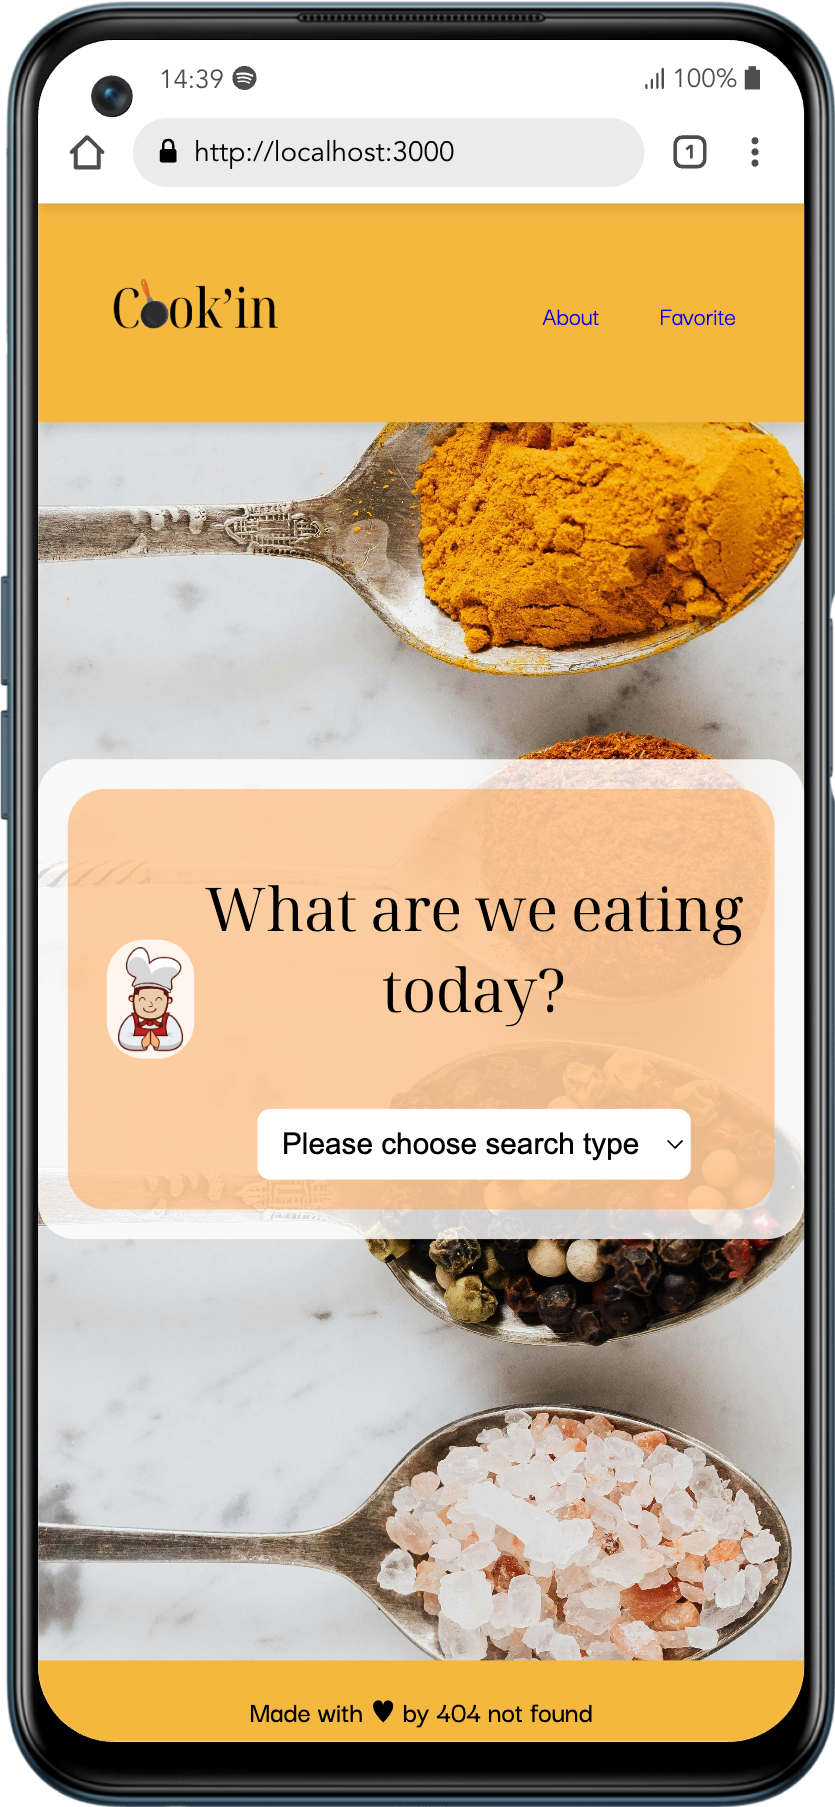 14:39 100%
http://localhost:3000 1
Cook'in
About Favorite
What are we eating
today?
Please choose search type
Made with ♥ by 404 not found